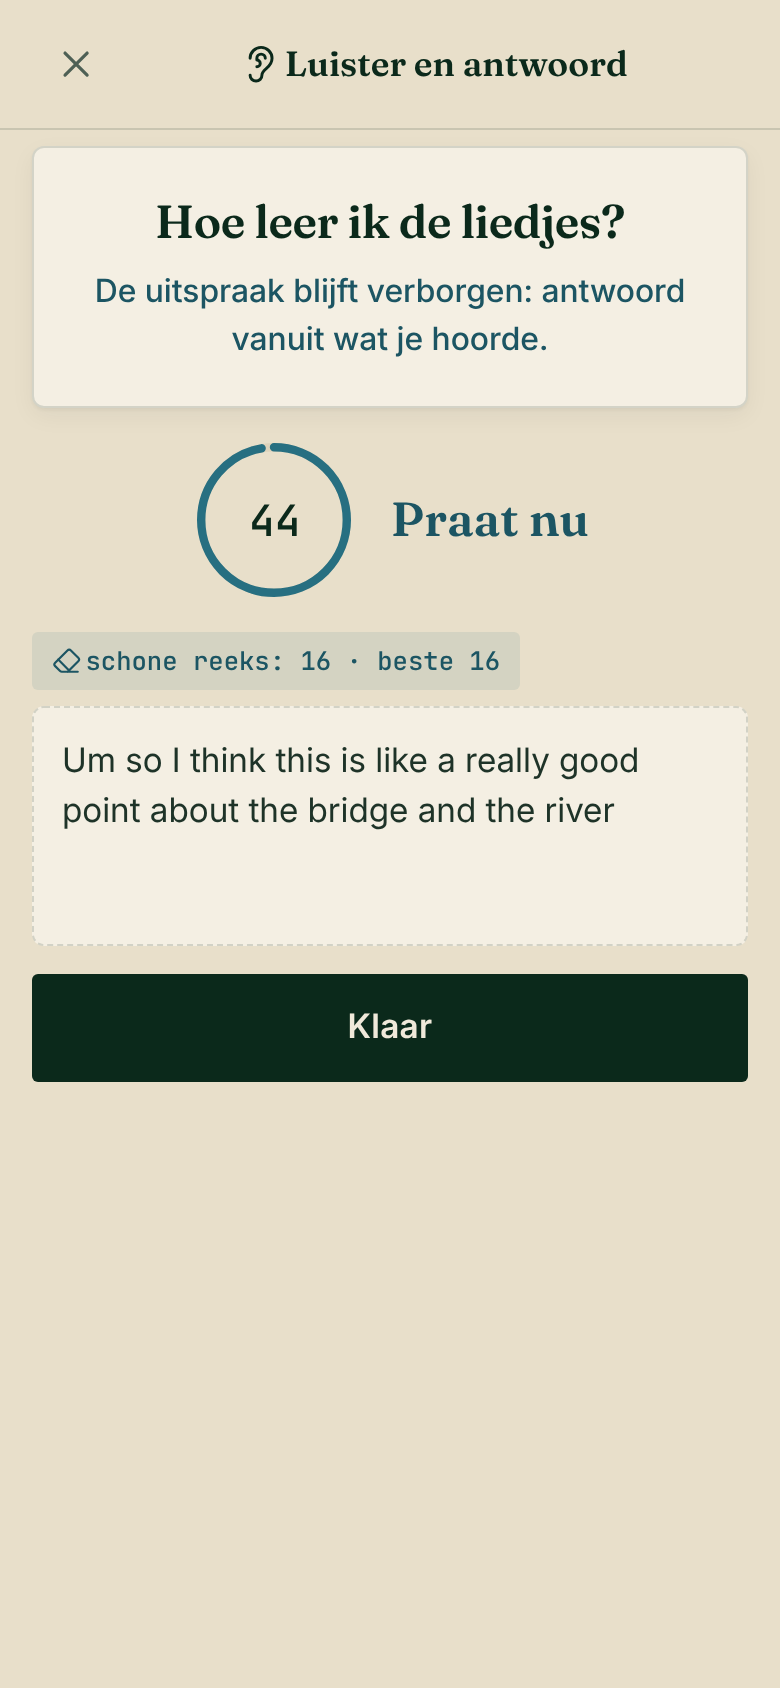 Luister en antwoord
Hoe leer ik de liedjes?
De uitspraak blijft verborgen: antwoord
vanuit wat je hoorde.
44
Praat nu
schone reeks: 16 · beste 16
Um so I think this is like a really good
point about the bridge and the river
Klaar